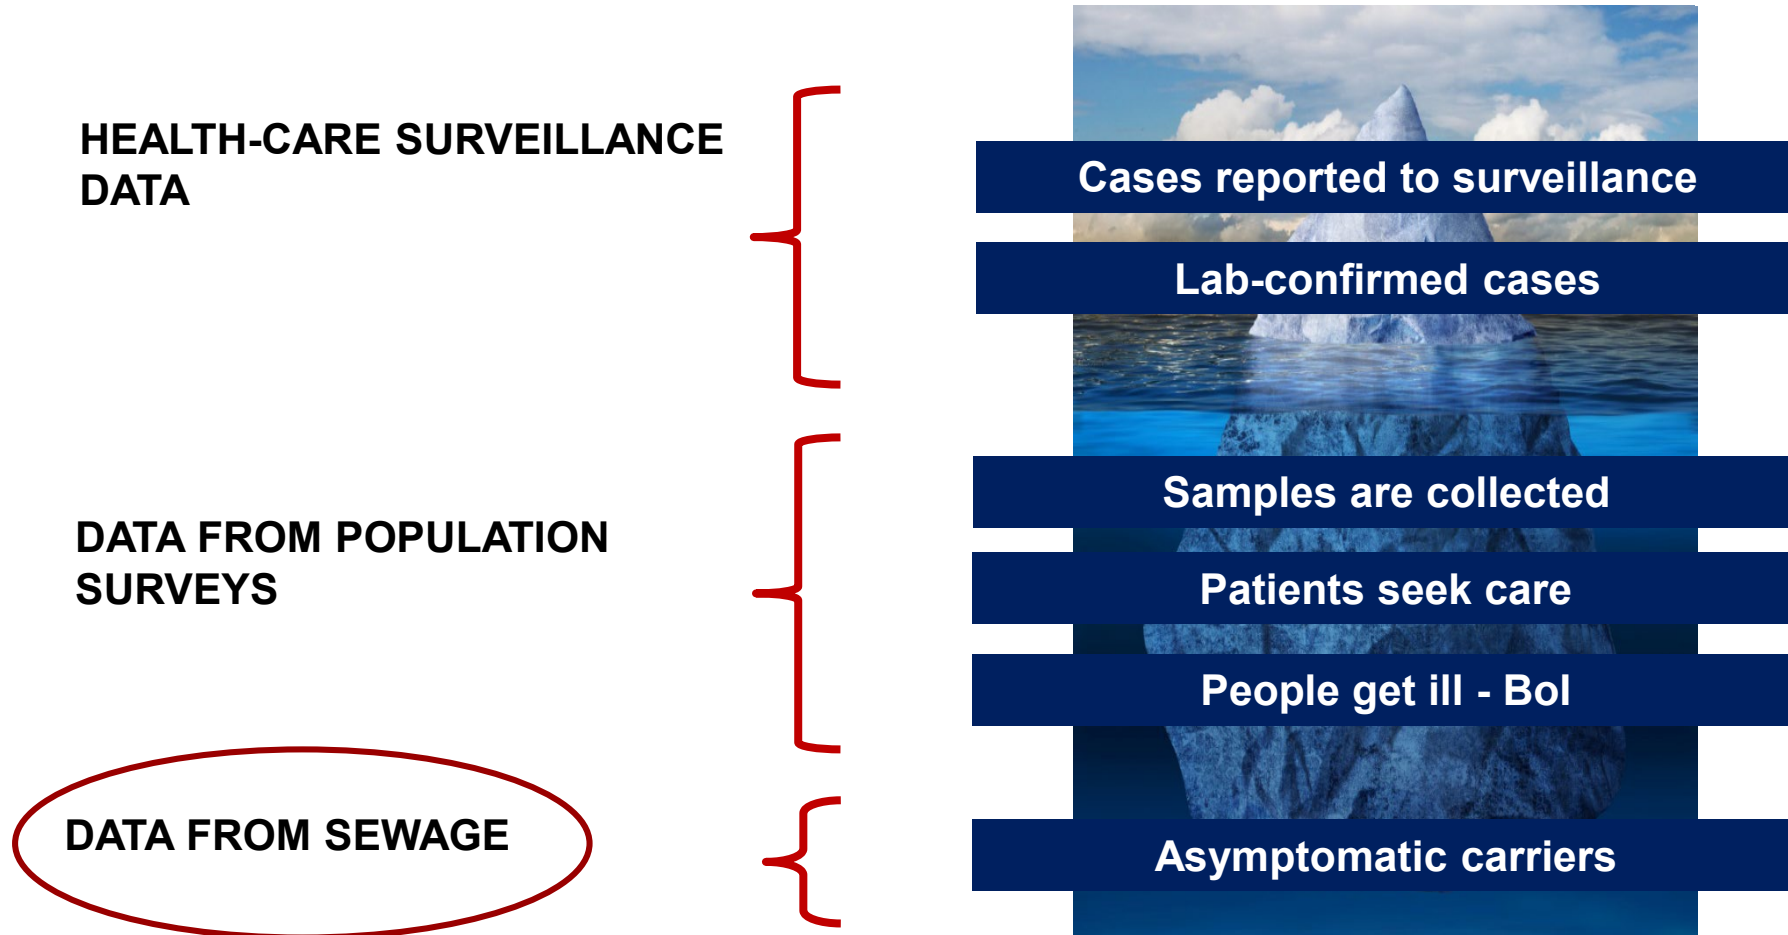 HEALTH-CARE SURVEILLANCE
DATA
Cases reported to surveillance
Lab-confirmed cases
DATA FROM POPULATION
SURVEYS
Samples are collected
Patients seek care
People get ill - BoI
DATA FROM SEWAGE
Asymptomatic carriers